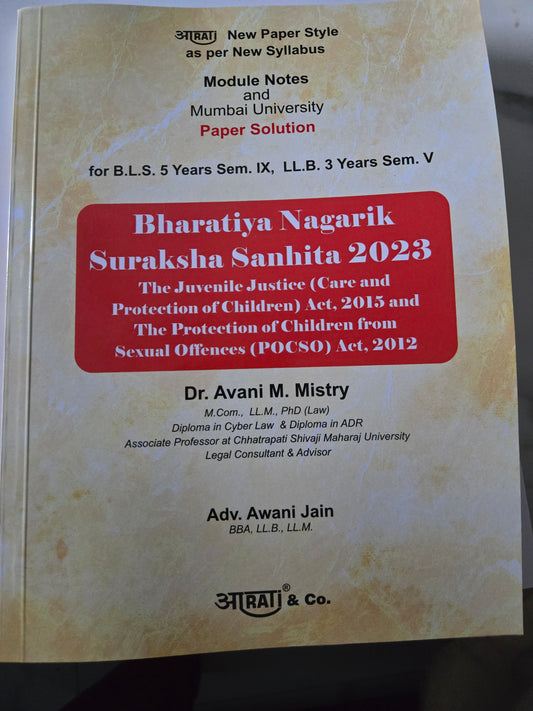 आRATi New Paper Style
as per New Syllabus
Module Notes
and
Mumbai University
Paper Solution
for B.L.S. 5 Years Sem. IX, LL.B. 3 Years Sem. V
Bharatiya Nagarik
Suraksha Sanhita 2023
The Juvenile Justice (Care and
Protection of Children) Act, 2015 and
The Protection of Children from
Sexual Offences (POCSO) Act, 2012
Dr. Avani M. Mistry
M.Com., LL.M., PhD (Law)
Diploma in Cyber Law & Diploma in ADR
Associate Professor at Chhatrapati Shivaji Maharaj University
Legal Consultant & Advisor
Adv. Awani Jain
BBA, LL.B., LL.M.
आRATi® & Co.